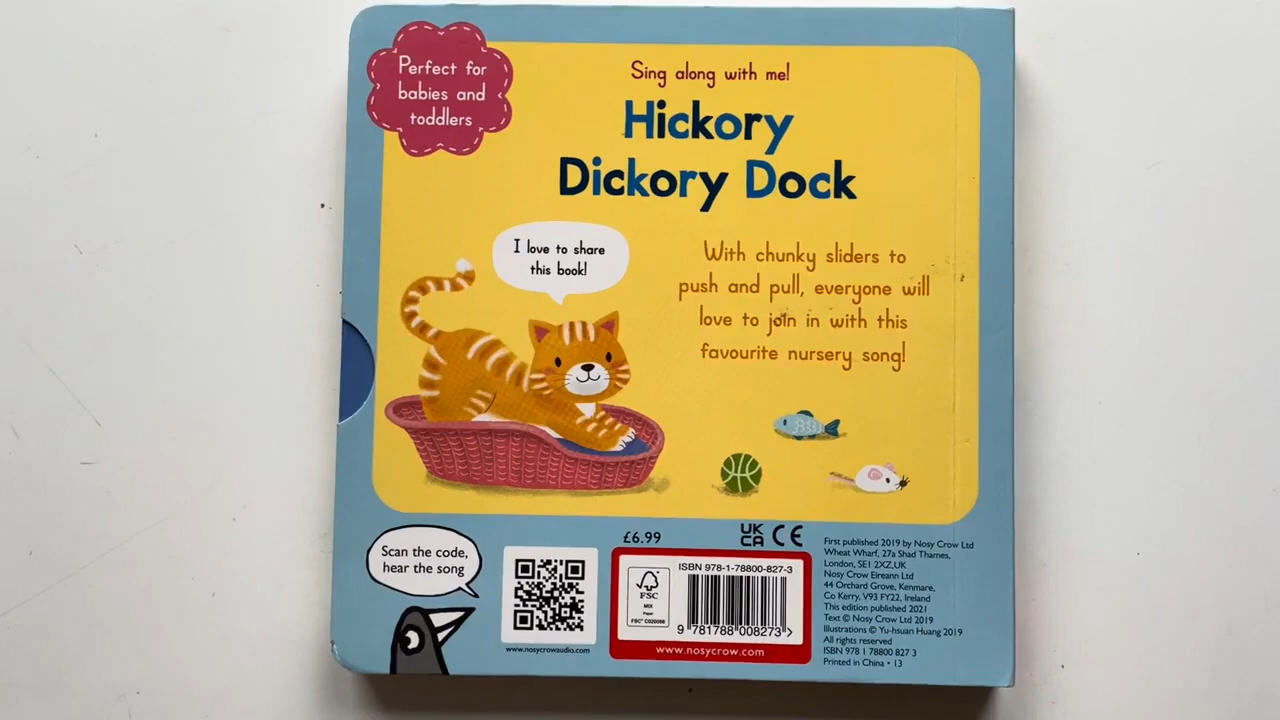 Perfect for
babies and
toddlers
Sing along with me!
Hickory
Dickory Dock
I love to share
this book!
With chunky sliders to
push and pull, everyone will
love to join in with this
favourite nursery song!
Scan the code,
hear the song
www.nosycrowaudio.com
£6.99
UK
CA CE
FSC
MIX
Paper
FSC® C020056
ISBN 978-1-78800-827-3
9 781788 008273 >
www.nosycrow.com
First published 2019 by Nosy Crow Ltd
Wheat Wharf, 27a Shad Thames,
London, SE1 2XZ, UK
Nosy Crow Eireann Ltd
44 Orchard Grove, Kenmare,
Co Kerry, V93 FY22, Ireland
This edition published 2021
Text © Nosy Crow Ltd 2019
Illustrations © Yu-hsuan Huang 2019
All rights reserved
ISBN 978 1 78800 827 3
Printed in China • 13